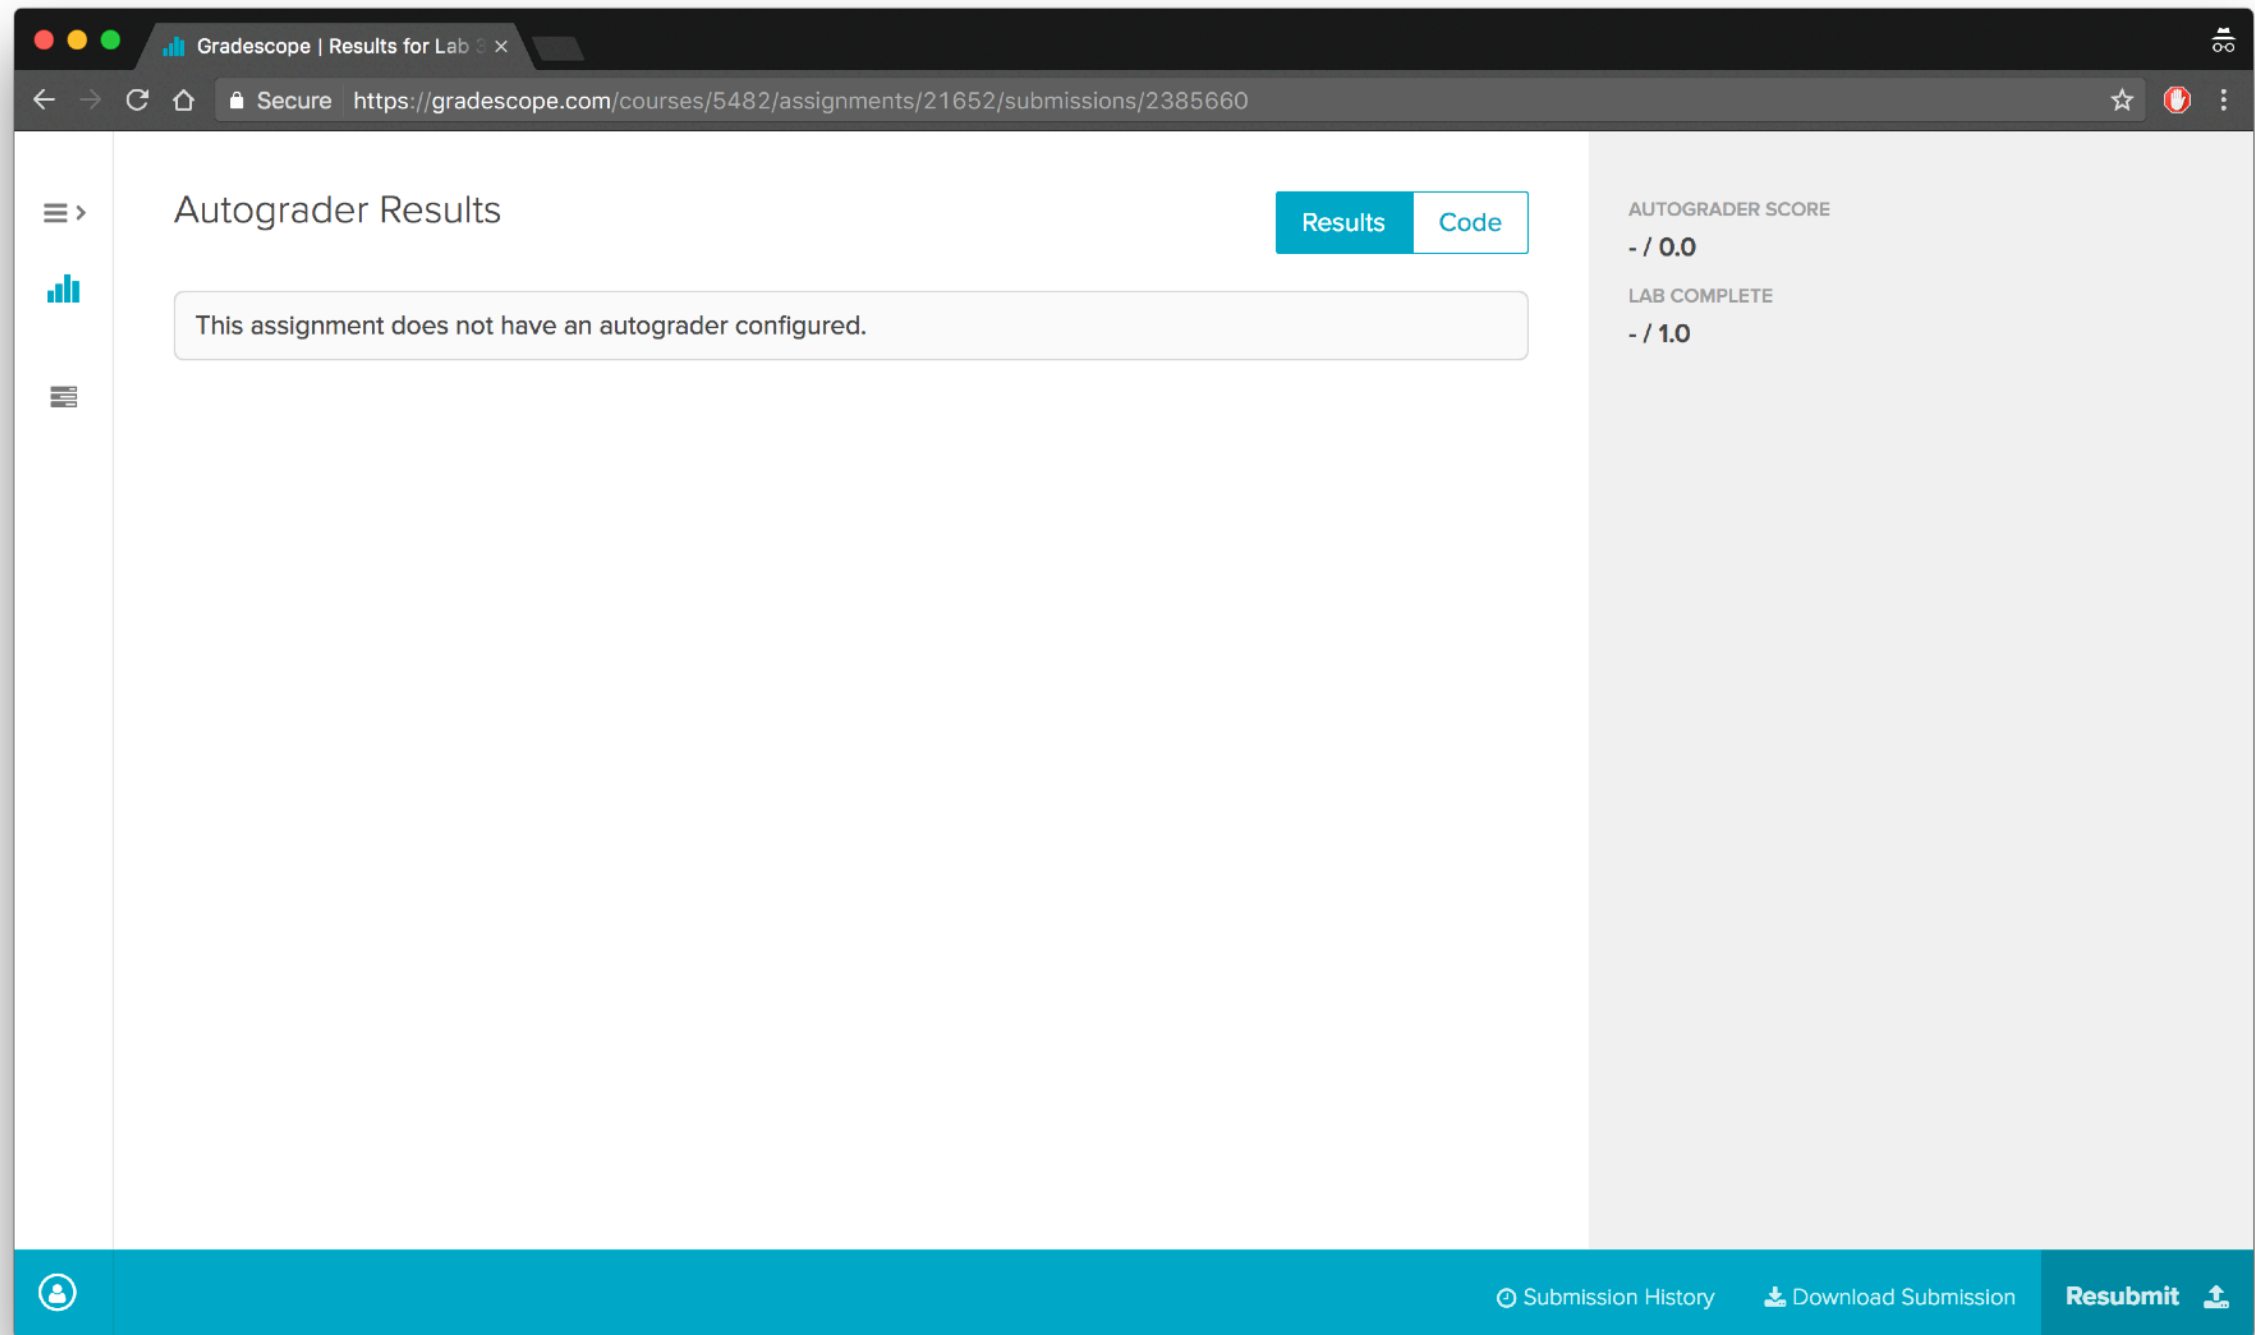 Gradescope | Results for Lab 3
Secure https://gradescope.com/courses/5482/assignments/21652/submissions/2385660
Autograder Results
Results Code
This assignment does not have an autograder configured.
AUTOGRADER SCORE
- / 0.0
LAB COMPLETE
- / 1.0
Submission History Download Submission Resubmit